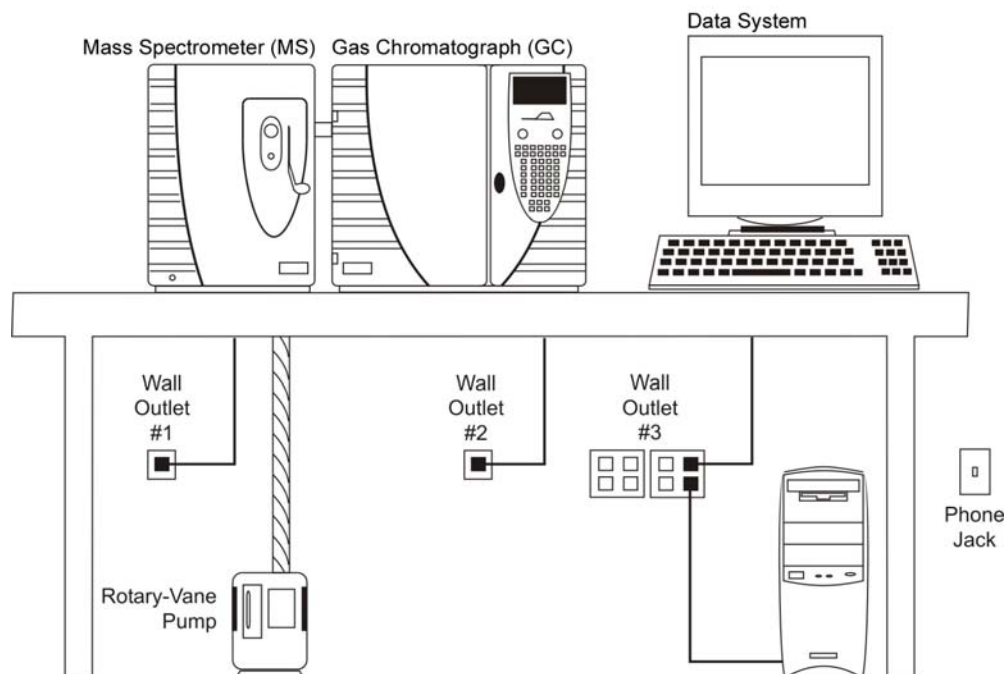 Data System
Mass Spectrometer (MS)
Gas Chromatograph (GC)
Wall
Outlet
#1
Wall
Outlet
#2
Wall
Outlet
#3
Phone
Jack
Rotary-Vane
Pump